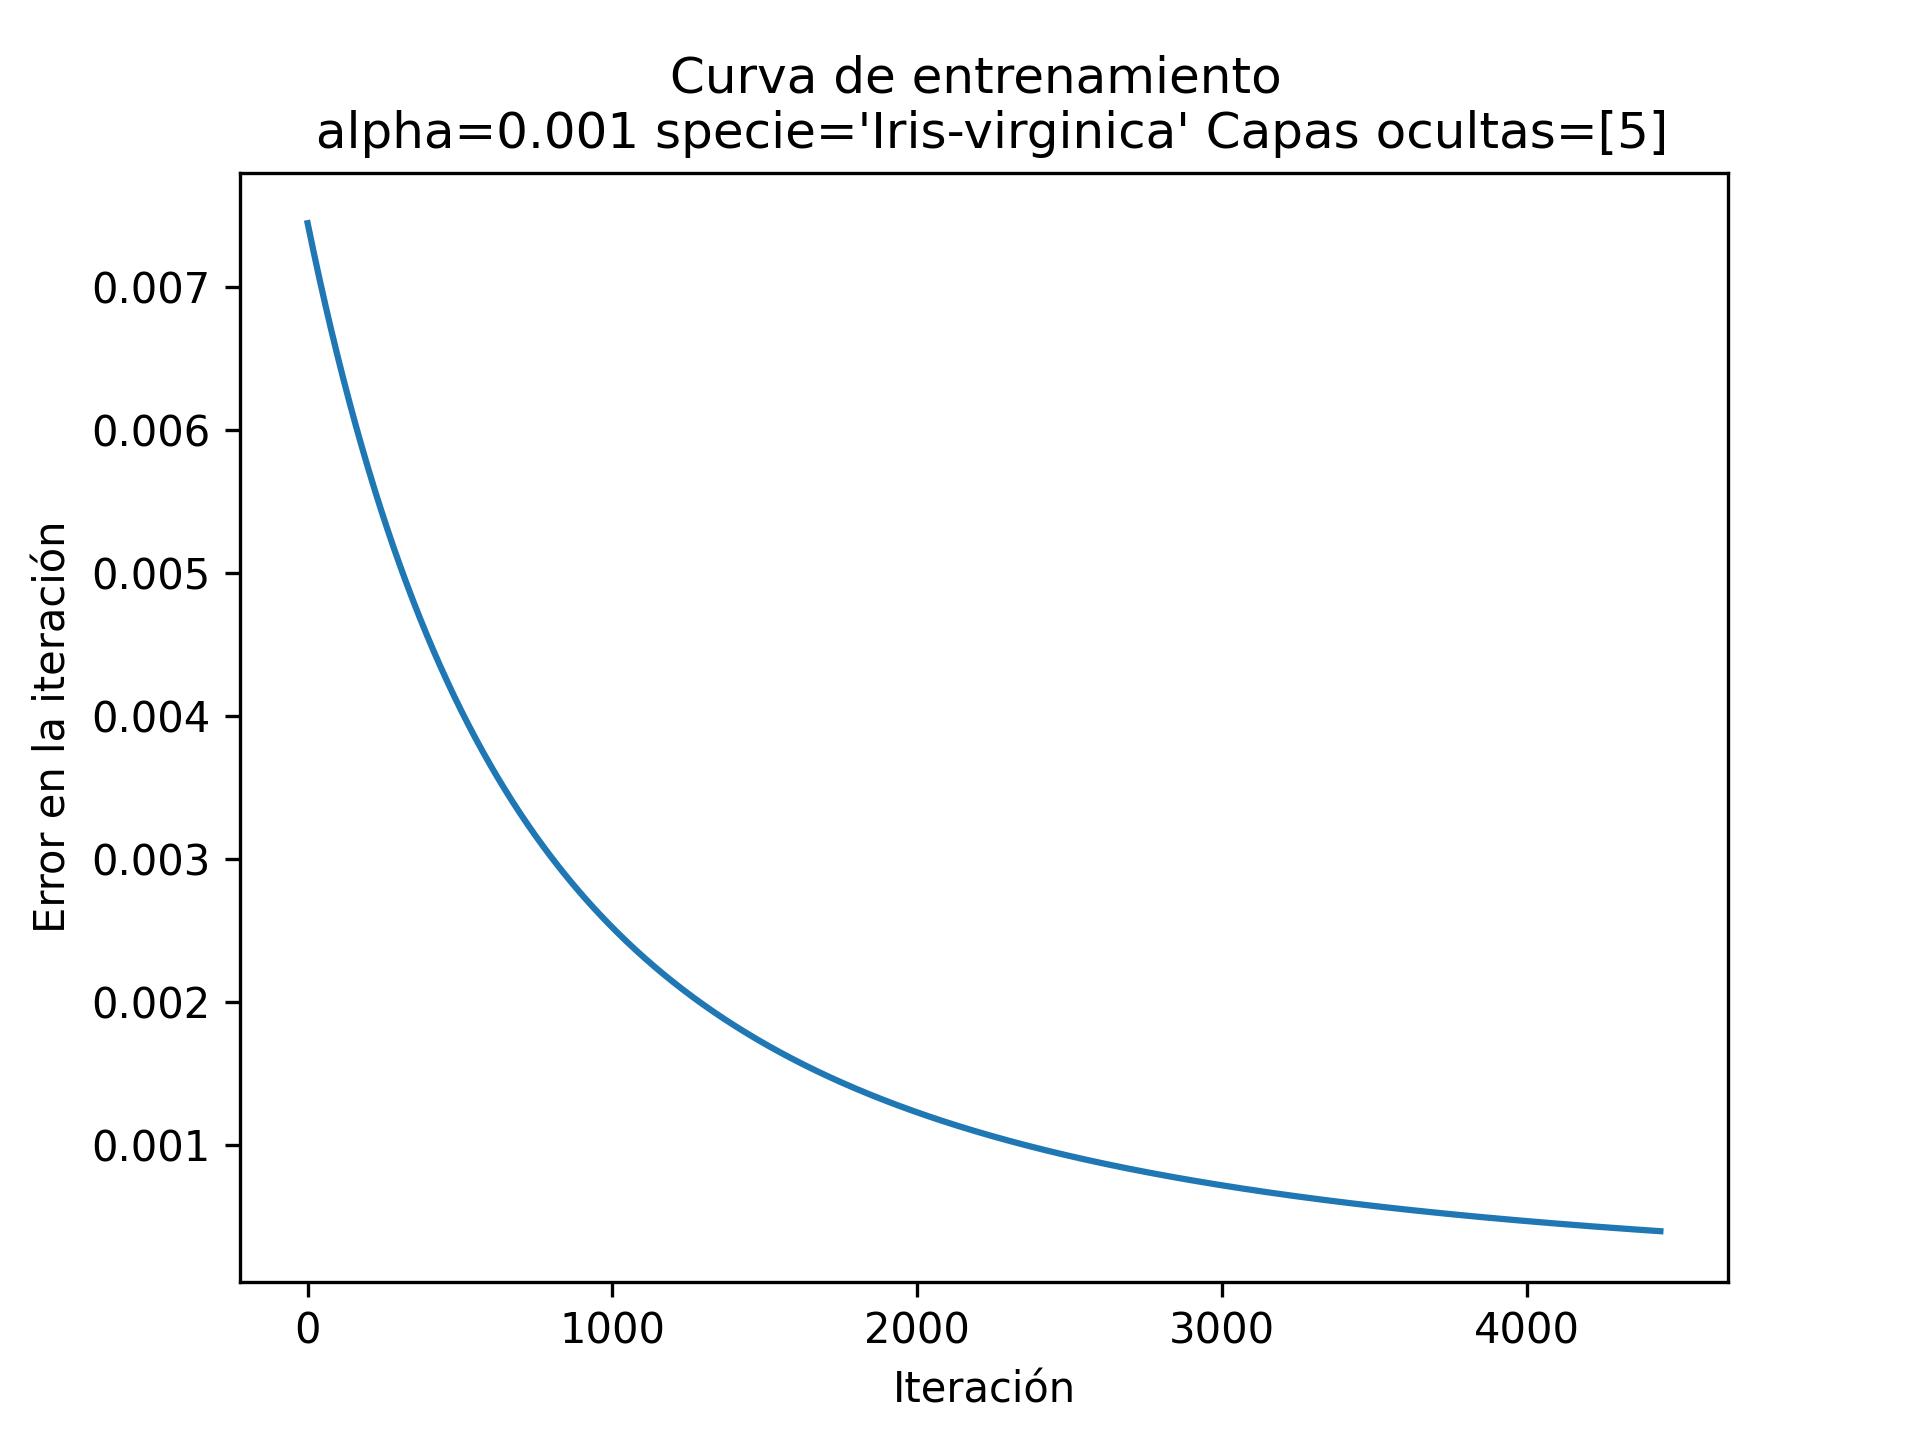 Curva de entrenamiento
alpha=0.001 specie='Iris-virginica' Capas ocultas=[5]
Error en la iteración
0.007
0.006
0.005
0.004
0.003
0.002
0.001
0 1000 2000 3000 4000
Iteración